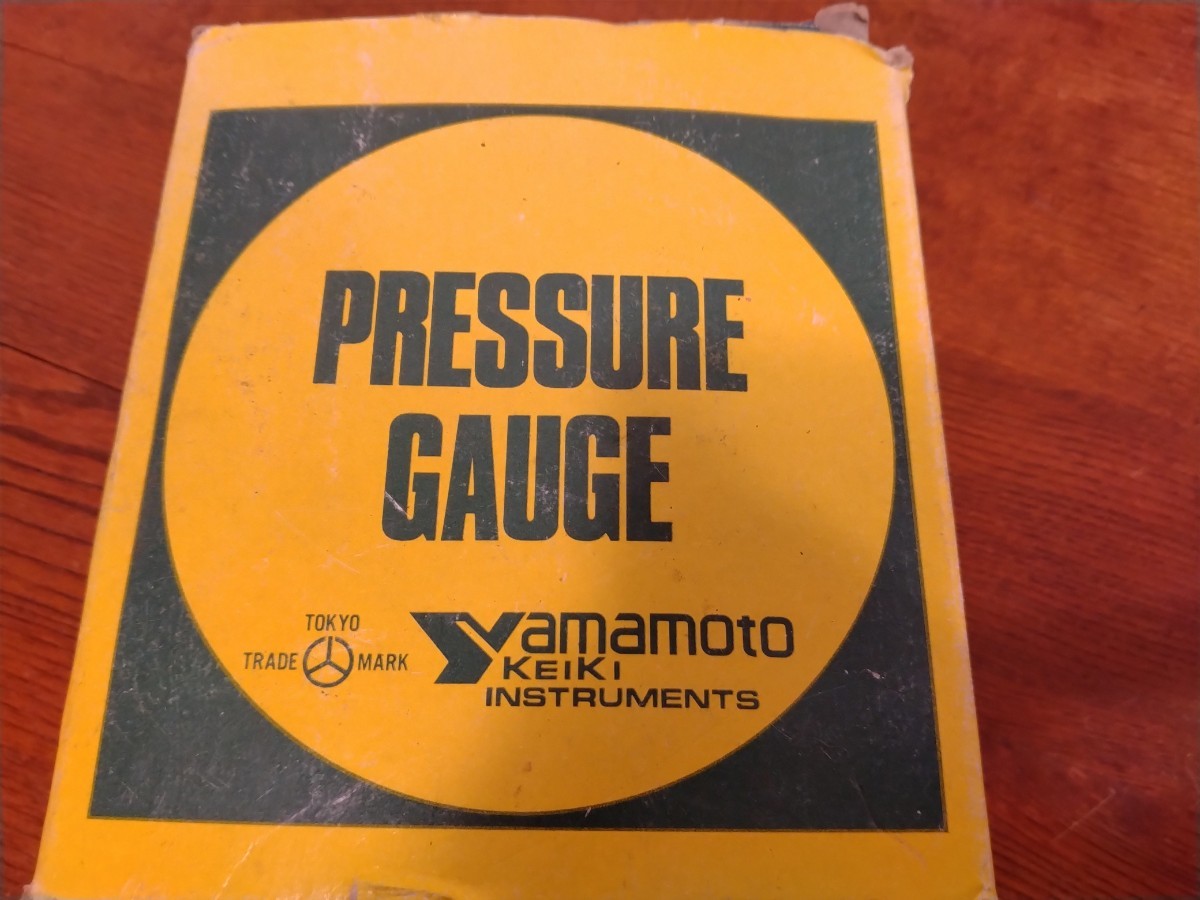 PRESSURE
GAUGE
TOKYO
TRADE MARK
Yamamoto
KEIKI
INSTRUMENTS